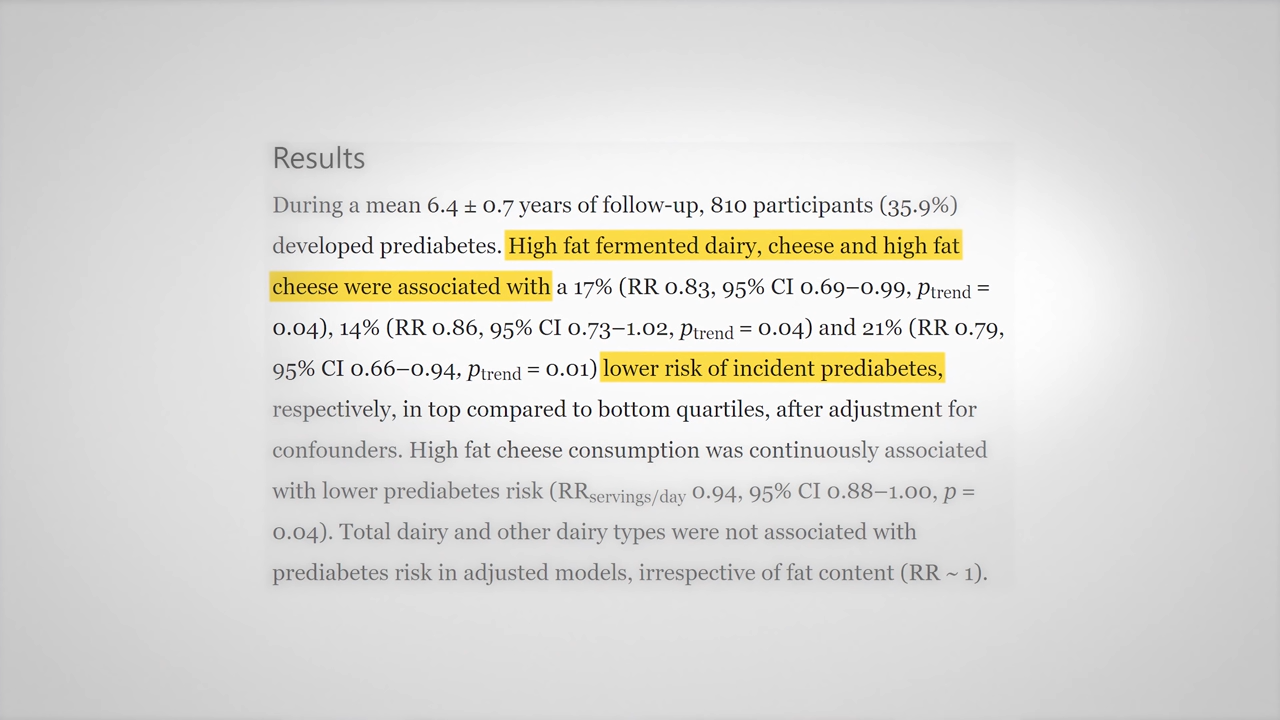 Results
During a mean 6.4 ± 0.7 years of follow-up, 810 participants (35.9%)
developed prediabetes. High fat fermented dairy, cheese and high fat
cheese were associated with a 17% (RR 0.83, 95% CI 0.69–0.99, ptrend =
0.04), 14% (RR 0.86, 95% CI 0.73–1.02, ptrend = 0.04) and 21% (RR 0.79,
95% CI 0.66–0.94, ptrend = 0.01) lower risk of incident prediabetes,
respectively, in top compared to bottom quartiles, after adjustment for
confounders. High fat cheese consumption was continuously associated
with lower prediabetes risk (RRservings/day 0.94, 95% CI 0.88–1.00, p =
0.04). Total dairy and other dairy types were not associated with
prediabetes risk in adjusted models, irrespective of fat content (RR ~ 1).